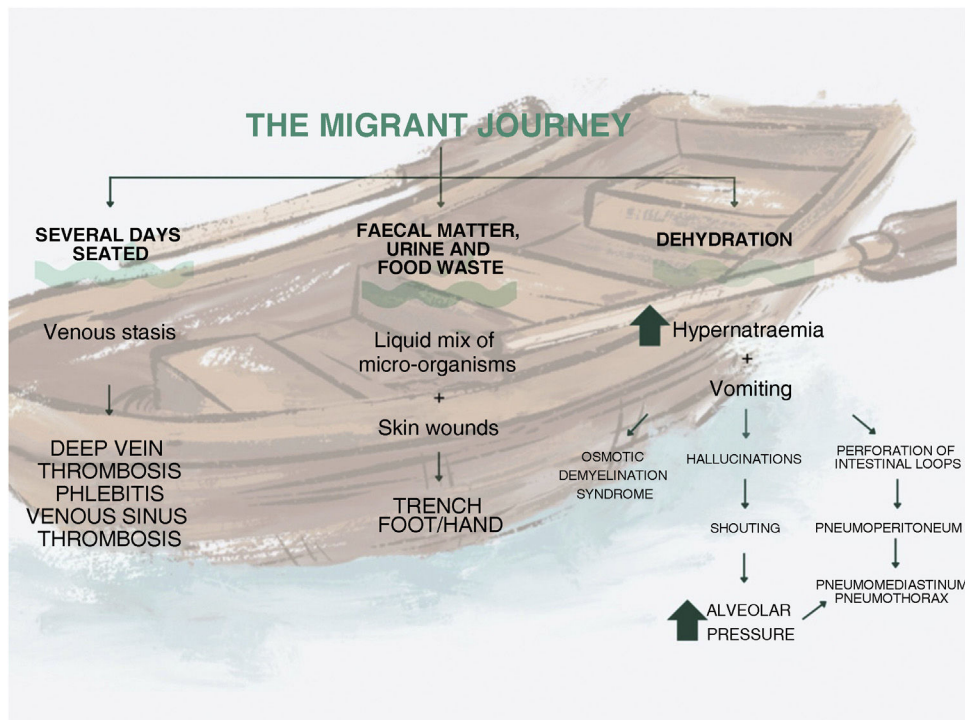 THE MIGRANT JOURNEY
SEVERAL DAYS
SEATED
Venous stasis
DEEP VEIN
THROMBOSIS
PHLEBITIS
VENOUS SINUS
THROMBOSIS
FAECAL MATTER,
URINE AND
FOOD WASTE
Liquid mix of
micro-organisms
+
Skin wounds
TRENCH
FOOT/HAND
DEHYDRATION
Hypernatraemia
+
Vomiting
OSMOTIC
DEMYELINATION
SYNDROME
HALLUCINATIONS
SHOUTING
ALVEOLAR
PRESSURE
PERFORATION OF
INTESTINAL LOOPS
PNEUMOPERITONEUM
PNEUMOMEDIASTINUM
PNEUMOTHORAX